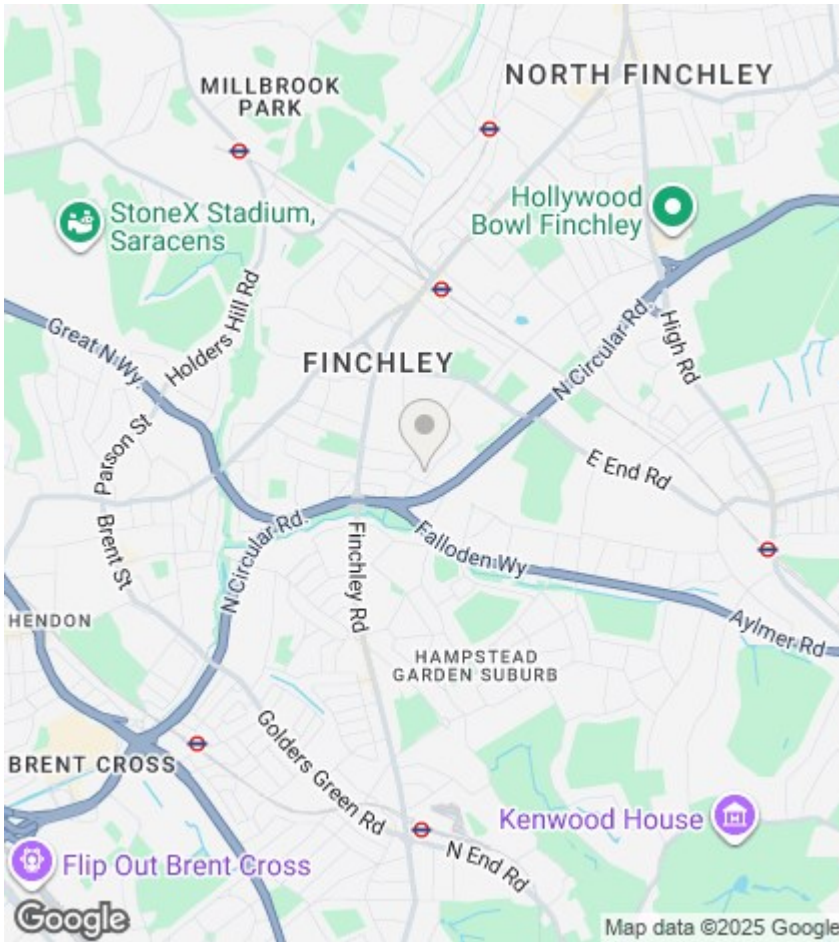 MILLBROOK
PARK
NORTH FINCHLEY
StoneX Stadium,
Saracens
Hollywood
Bowl Finchley
Holders Hill Rd
Great N Wy.
FINCHLEY
N Circular Rd.
High Rd
Parson St
E End Rd
Brent St
N Circular Rd.
Finchley Rd
Falloden Wy
HENDON
Aylmer Rd
HAMPSTEAD
GARDEN SUBURB
BRENT CROSS
Golders Green Rd
Kenwood House
N End Rd
Flip Out Brent Cross
Google
Map data ©2025 Google